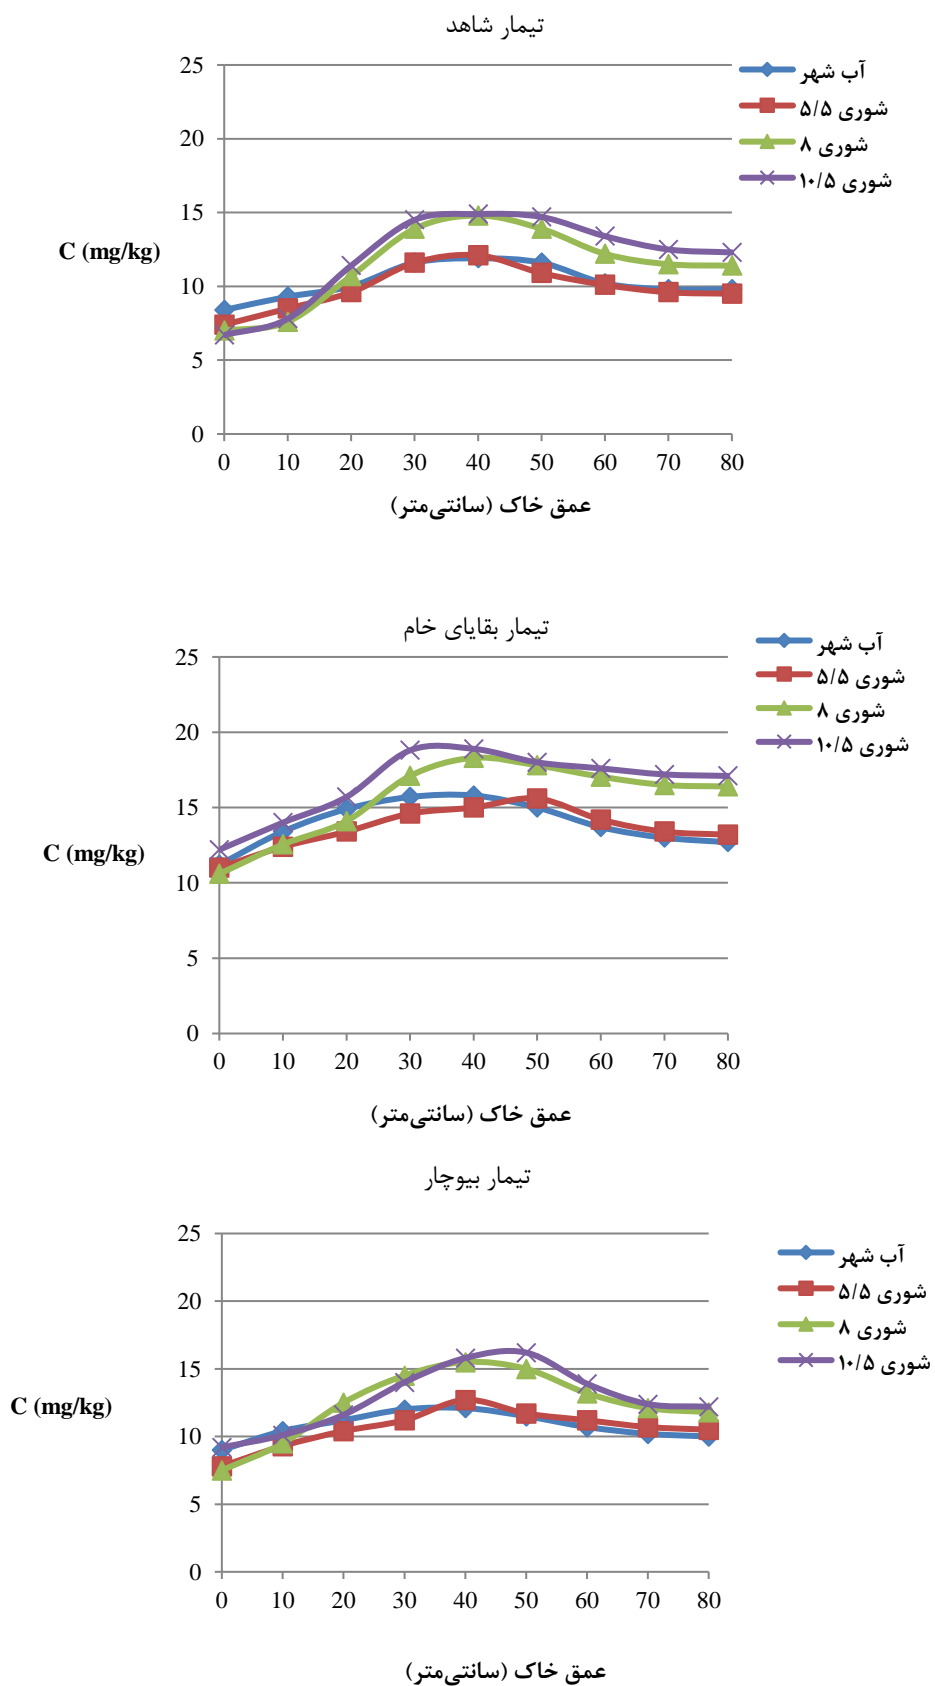 تیمار شاهد
25
20
15
10
5
0
C (mg/kg)
0 10 20 30 40 50 60 70 80
عمق خاک (سانتی‌متر)
آب شهر
شوری ۵/۵
شوری ۸
شوری ۱۰/۵
تیمار بقایای خام
25
20
15
10
5
0
C (mg/kg)
0 10 20 30 40 50 60 70 80
عمق خاک (سانتی‌متر)
آب شهر
شوری ۵/۵
شوری ۸
شوری ۱۰/۵
تیمار بیوچار
25
20
15
10
5
0
C (mg/kg)
0 10 20 30 40 50 60 70 80
عمق خاک (سانتی‌متر)
آب شهر
شوری ۵/۵
شوری ۸
شوری ۱۰/۵